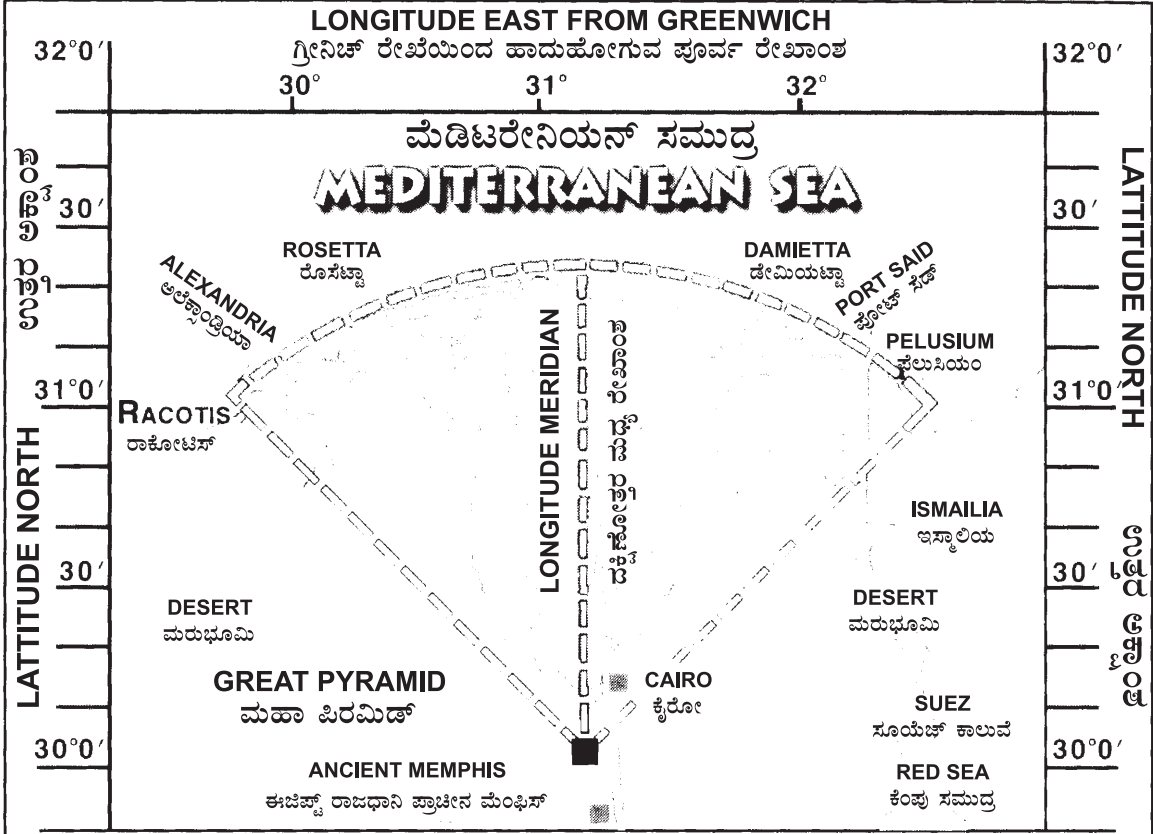 LONGITUDE EAST FROM GREENWICH
ಗ್ರೀನಿಚ್ ರೇಖೆಯಿಂದ ಹಾದುಹೋಗುವ ಪೂರ್ವ ರೇಖಾಂಶ
32°0′
32°0′
30°
31°
32°
ಮೆಡಿಟರೇನಿಯನ್ ಸಮುದ್ರ
MEDITERRANEAN SEA
30′
30′
ROSETTA
ರೊಸೆಟ್ಟಾ
DAMIETTA
ಡೇಮಿಯಟ್ಟಾ
ALEXANDRIA
ಅಲೆಕ್ಸಾಂಡ್ರಿಯಾ
PORT SAID
ಪೋರ್ಟ್ ಸೆಡ್
PELUSIUM
ಪೆಲುಸಿಯಂ
31°0′
31°0′
RACOTIS
ರಾಕೋಟಿಸ್
LATTITUDE NORTH
LATTITUDE NORTH
LONGITUDE MERIDIAN
ISMAILIA
ಇಸ್ಮಾಲಿಯ
30′
30′
DESERT
ಮರುಭೂಮಿ
DESERT
ಮರುಭೂಮಿ
GREAT PYRAMID
ಮಹಾ ಪಿರಮಿಡ್
CAIRO
ಕೈರೋ
SUEZ
ಸೂಯೆಜ್ ಕಾಲುವೆ
30°0′
30°0′
ANCIENT MEMPHIS
ಈಜಿಪ್ಟ್ ರಾಜಧಾನಿ ಪ್ರಾಚೀನ ಮೆಂಫಿಸ್
RED SEA
ಕೆಂಪು ಸಮುದ್ರ